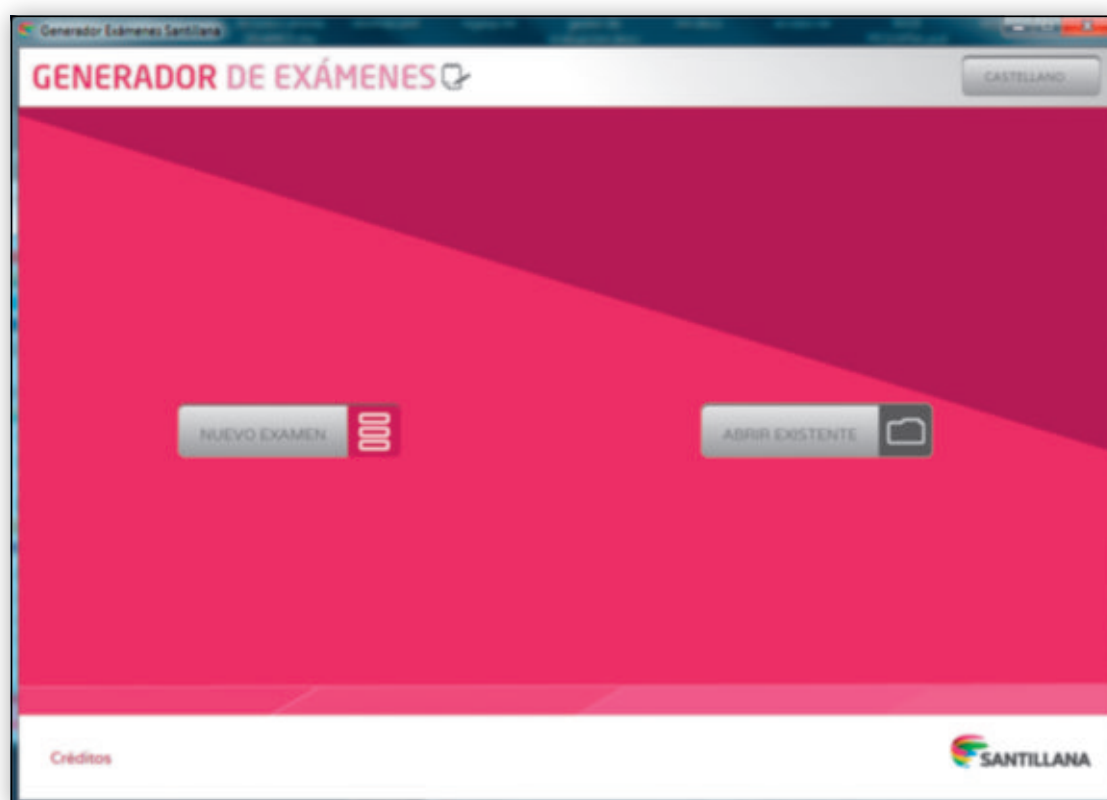 Generador Exámenes Santillana
GENERADOR DE EXÁMENES
CASTELLANO
NUEVO EXAMEN
ABRIR EXISTENTE
Créditos
SANTILLANA